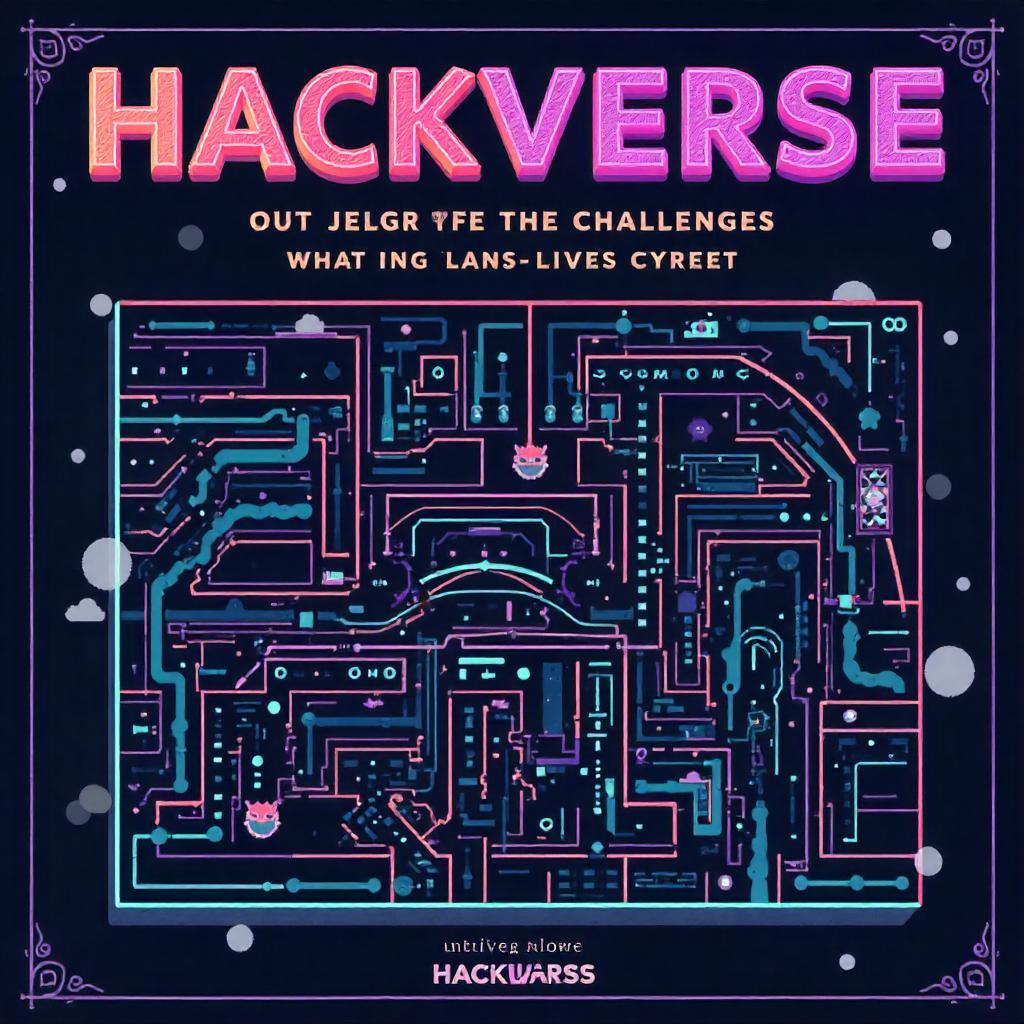 HACKVERSE
OUT JELGR YFE THE CHALLENGES
WHAT ING LANS-LIVES CYREET
HACKWARSS